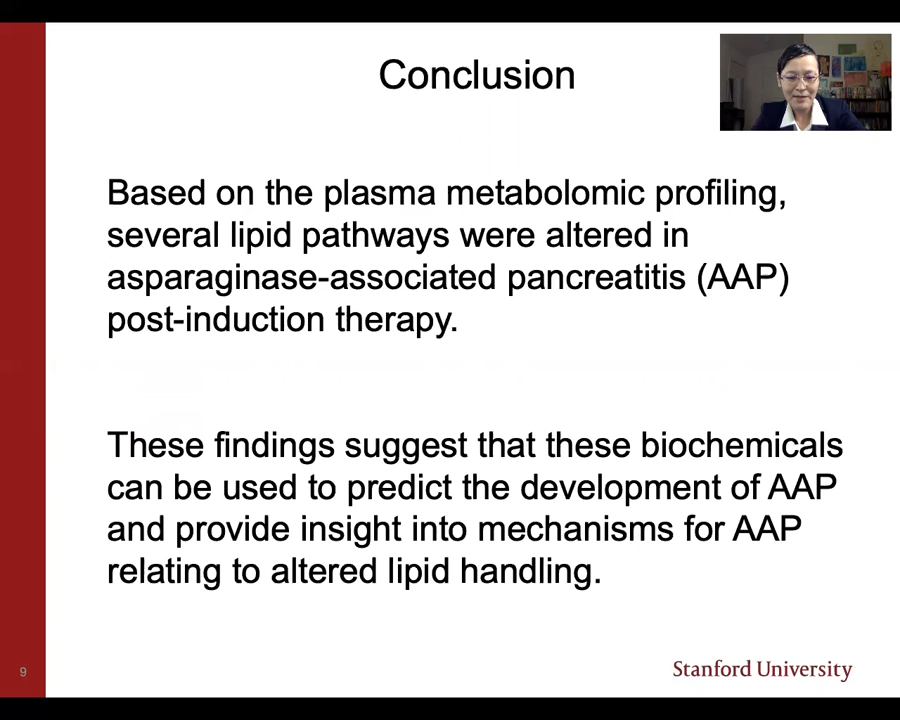 Conclusion
Based on the plasma metabolomic profiling,
several lipid pathways were altered in
asparaginase-associated pancreatitis (AAP)
post-induction therapy.
These findings suggest that these biochemicals
can be used to predict the development of AAP
and provide insight into mechanisms for AAP
relating to altered lipid handling.
9
Stanford University